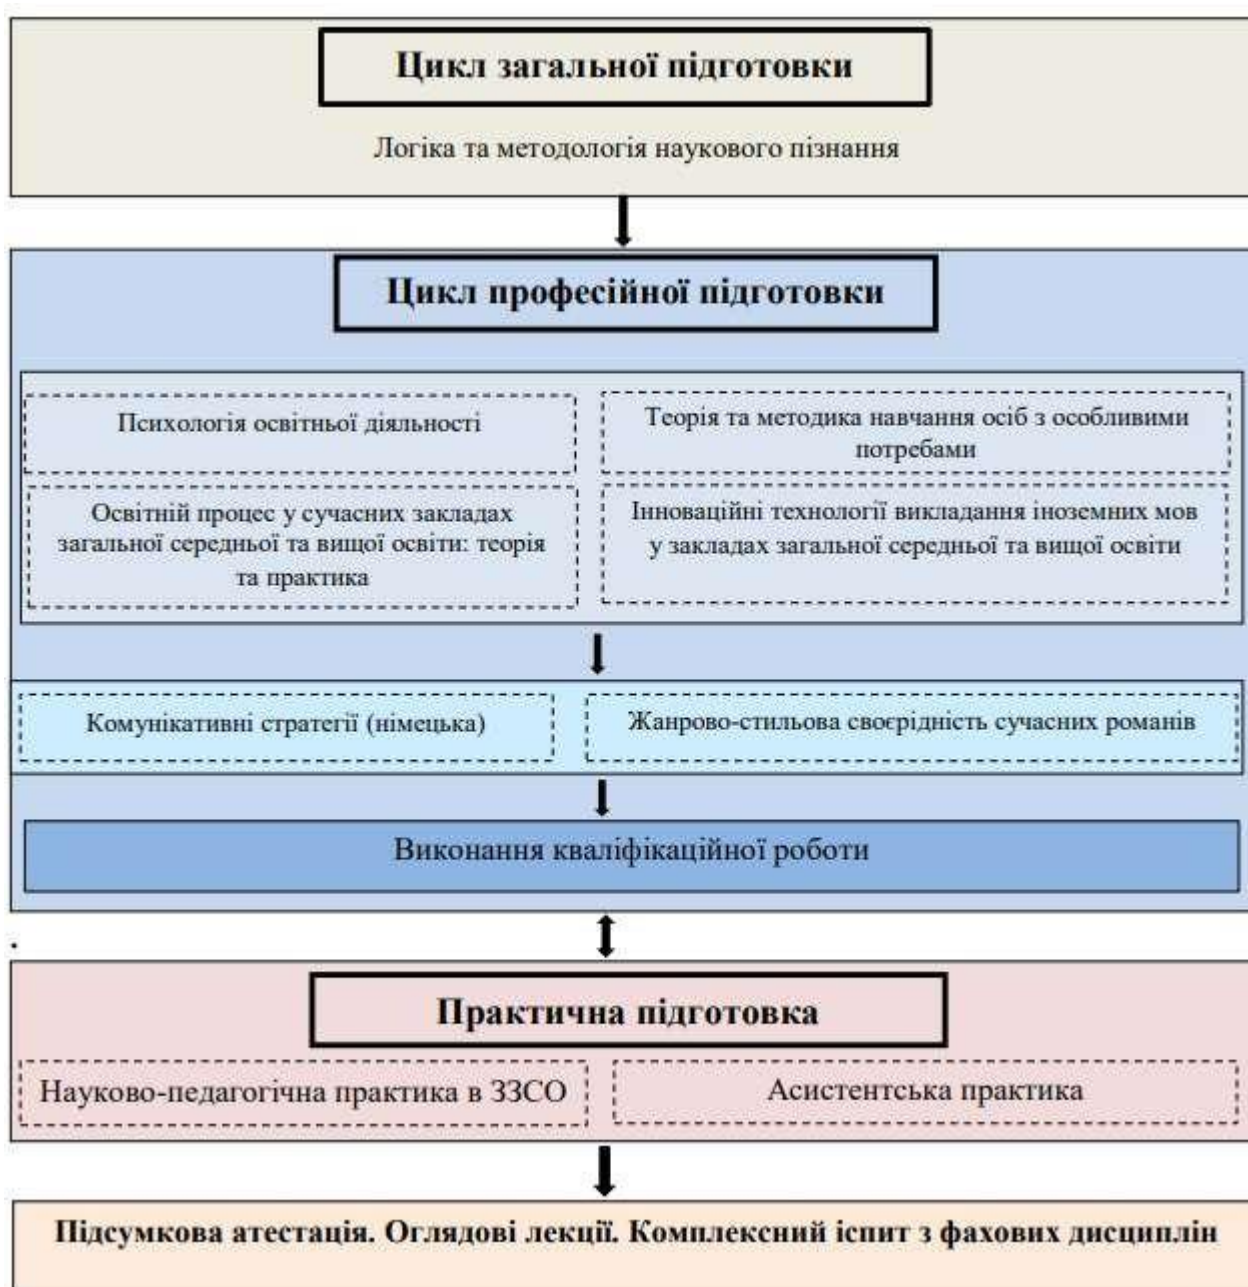 Цикл загальної підготовки
Логіка та методологія наукового пізнання
Цикл професійної підготовки
Психологія освітньої діяльності
Теорія та методика навчання осіб з особливими
потребами
Освітній процес у сучасних закладах
загальної середньої та вищої освіти: теорія
та практика
Інноваційні технології викладання іноземних мов
у закладах загальної середньої та вищої освіти
Комунікативні стратегії (німецька)
Жанрово-стильова своєрідність сучасних романів
Виконання кваліфікаційної роботи
.
Практична підготовка
Науково-педагогічна практика в ЗЗСО
Асистентська практика
Підсумкова атестація. Оглядові лекції. Комплексний іспит з фахових дисциплін